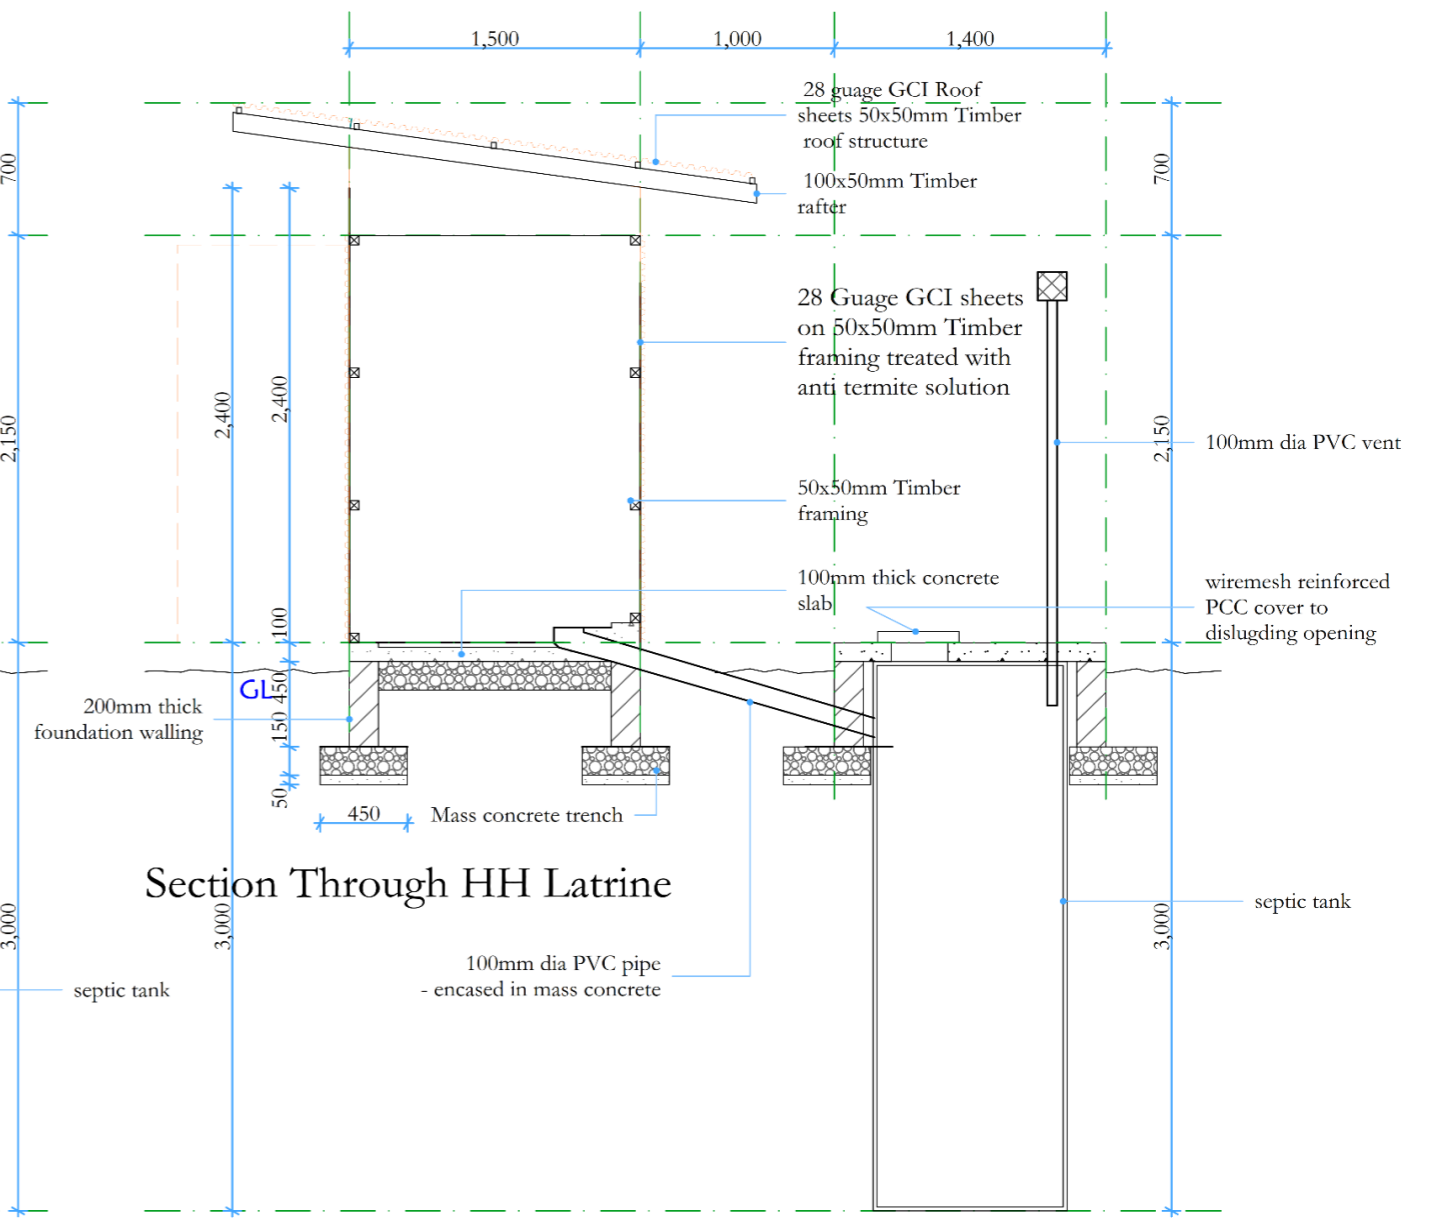 1,500
1,000
1,400
28 guage GCI Roof
sheets 50x50mm Timber
roof structure
100x50mm Timber
rafter
700
700
28 Guage GCI sheets
on 50x50mm Timber
framing treated with
anti termite solution
2,150
2,400
2,400
2,150
100mm dia PVC vent
50x50mm Timber
framing
100mm thick concrete
slab
wiremesh reinforced
PCC cover to
dislugding opening
100
GL
450
150
50
200mm thick
foundation walling
450
Mass concrete trench
Section Through HH Latrine
3,000
3,000
3,000
septic tank
100mm dia PVC pipe
- encased in mass concrete
septic tank